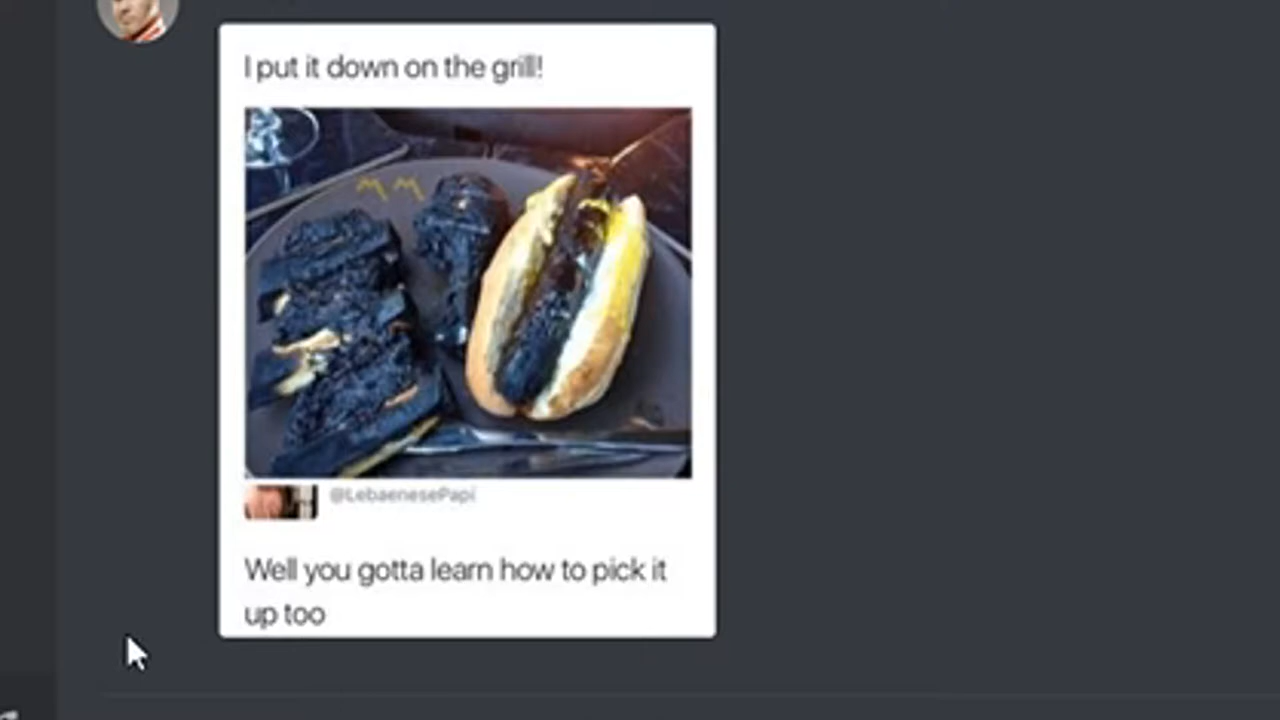 I put it down on the grill!
@LebaenesePapi
Well you gotta learn how to pick it
up too